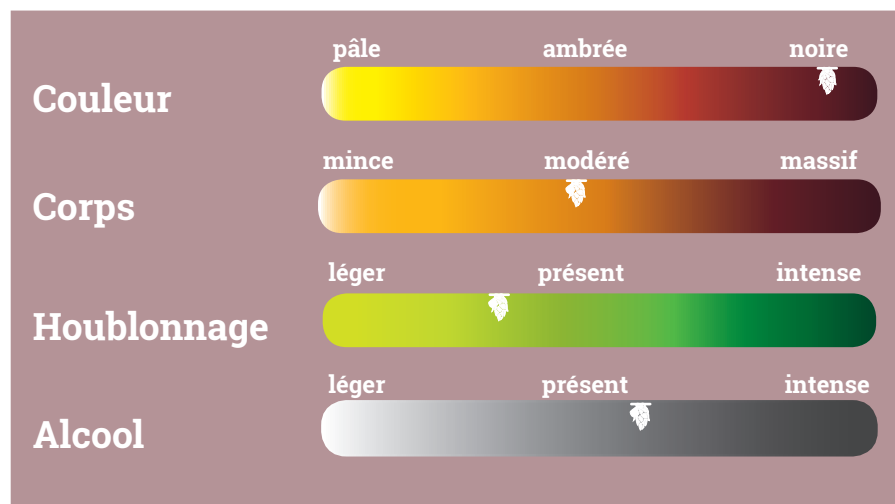 pâle ambrée noire
Couleur
mince modéré massif
Corps
léger présent intense
Houblonnage
léger présent intense
Alcool